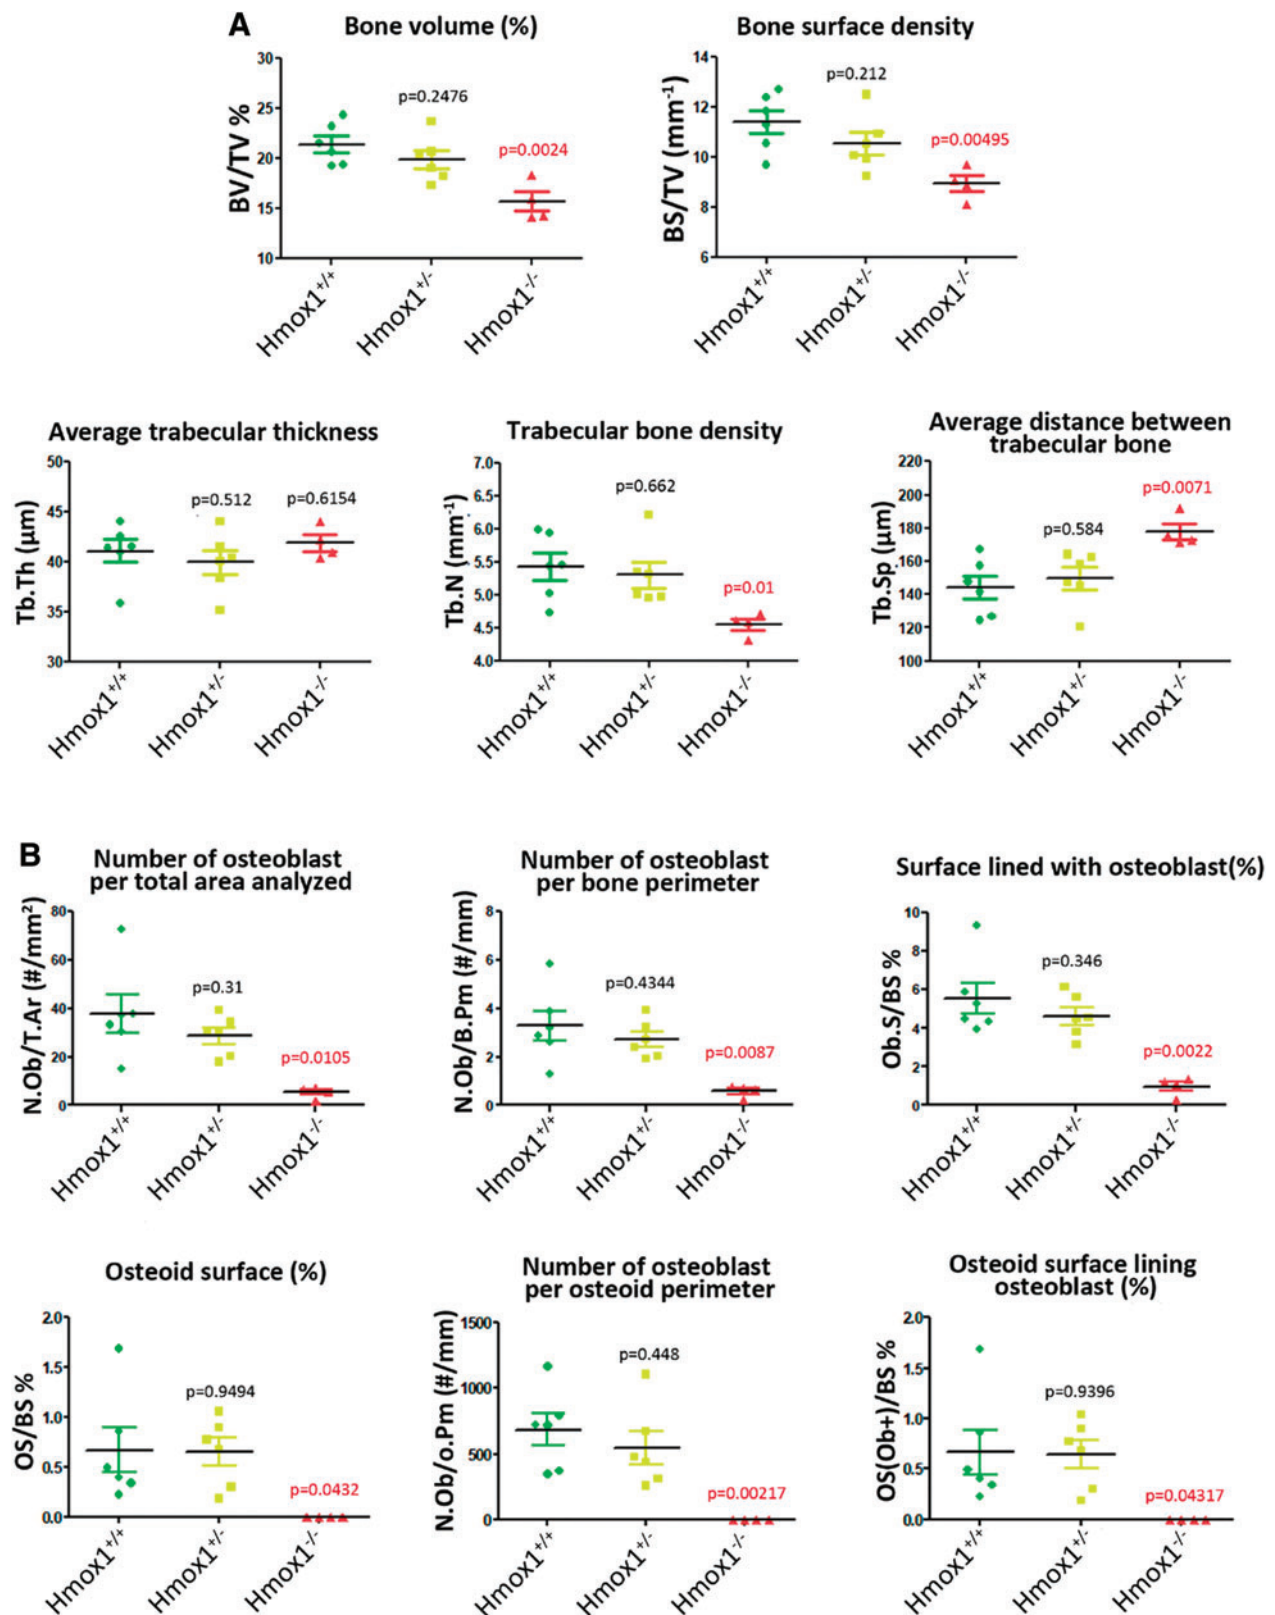 A
Bone volume (%)
BV/TV %
30
25
20
15
10
p=0.2476
p=0.0024
Hmox1+/+
Hmox1+/-
Hmox1-/-
Bone surface density
BS/TV (mm-1)
14
12
10
8
6
p=0.212
p=0.00495
Hmox1+/+
Hmox1+/-
Hmox1-/-
Average trabecular thickness
Tb.Th (µm)
50
45
40
35
30
p=0.512
p=0.6154
Hmox1+/+
Hmox1+/-
Hmox1-/-
Trabecular bone density
Tb.N (mm-1)
7.0
6.5
6.0
5.5
5.0
4.5
4.0
p=0.662
p=0.01
Hmox1+/+
Hmox1+/-
Hmox1-/-
Average distance between
trabecular bone
Tb.Sp (µm)
220
200
180
160
140
120
100
p=0.584
p=0.0071
Hmox1+/+
Hmox1+/-
Hmox1-/-
B
Number of osteoblast
per total area analyzed
N.Ob/T.Ar (#/mm2)
80
60
40
20
0
p=0.31
p=0.0105
Hmox1+/+
Hmox1+/-
Hmox1-/-
Number of osteoblast
per bone perimeter
N.Ob/B.Pm (#/mm)
8
6
4
2
0
p=0.4344
p=0.0087
Hmox1+/+
Hmox1+/-
Hmox1-/-
Surface lined with osteoblast(%)
Ob.S/BS %
10
8
6
4
2
0
p=0.346
p=0.0022
Hmox1+/+
Hmox1+/-
Hmox1-/-
Osteoid surface (%)
OS/BS %
2.0
1.5
1.0
0.5
0.0
p=0.9494
p=0.0432
Hmox1+/+
Hmox1+/-
Hmox1-/-
Number of osteoblast
per osteoid perimeter
N.Ob/o.Pm (#/mm)
1500
1000
500
0
p=0.448
p=0.00217
Hmox1+/+
Hmox1+/-
Hmox1-/-
Osteoid surface lining
osteoblast (%)
OS(Ob+)/BS %
2.0
1.5
1.0
0.5
0.0
p=0.9396
p=0.04317
Hmox1+/+
Hmox1+/-
Hmox1-/-